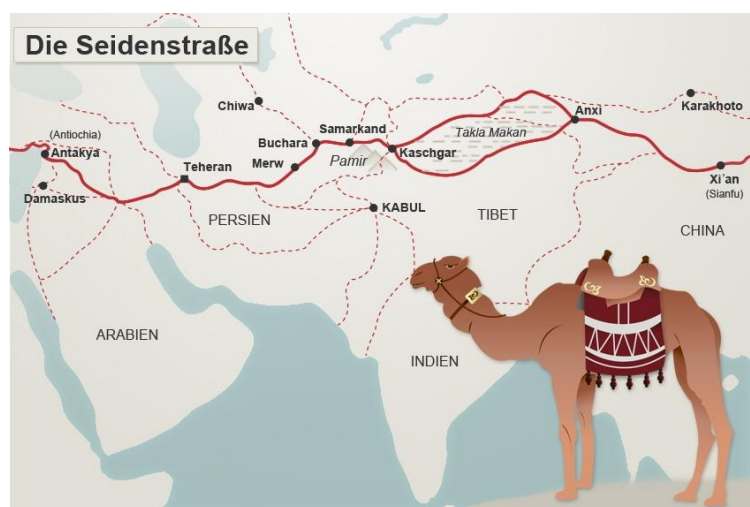 Die Seidenstraße
Chiwa
Karakhoto
Anxi
(Antiochia)
Antakya
Buchara
Samarkand
Takla Makan
Kaschgar
Pamir
Merw
Teheran
Xi'an
(Sianfu)
Damaskus
PERSIEN
KABUL
TIBET
CHINA
ARABIEN
INDIEN